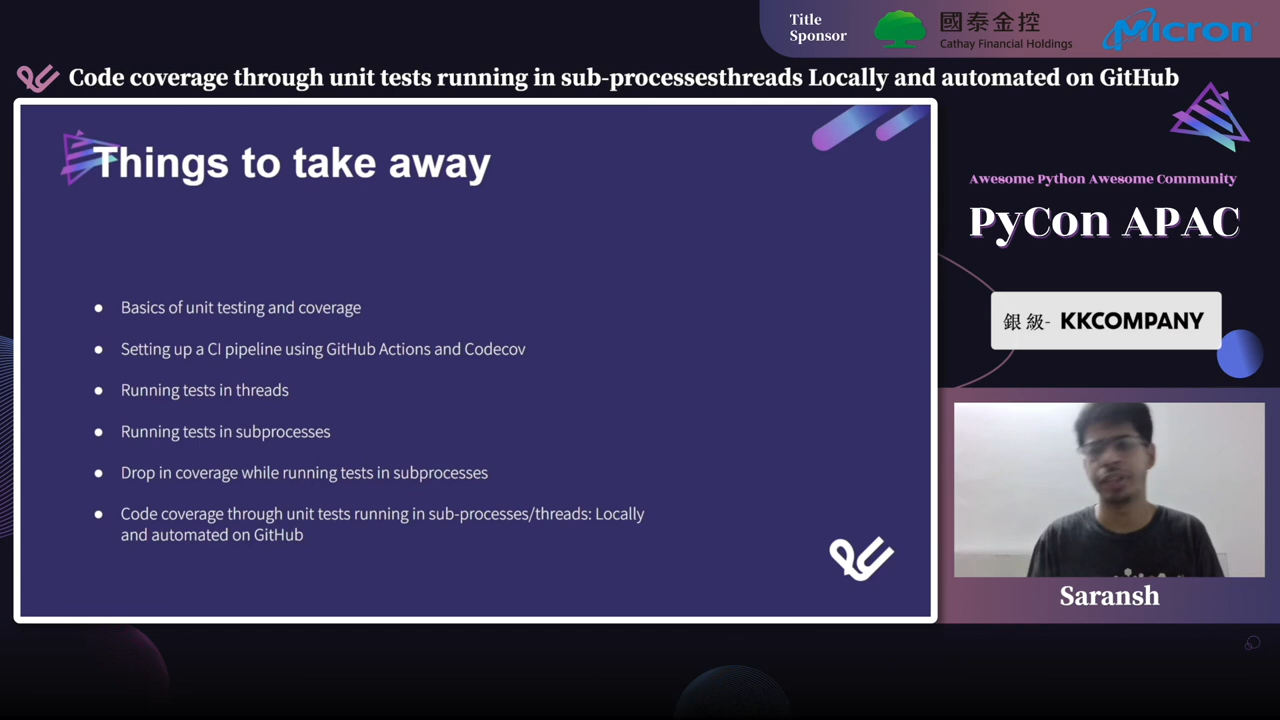 Title
Sponsor
國泰金控
Cathay Financial Holdings
Micron
Code coverage through unit tests running in sub-processesthreads Locally and automated on GitHub
Things to take away
Awesome Python Awesome Community
PyCon APAC
● Basics of unit testing and coverage
銀級- KKCOMPANY
● Setting up a CI pipeline using GitHub Actions and Codecov
● Running tests in threads
● Running tests in subprocesses
● Drop in coverage while running tests in subprocesses
● Code coverage through unit tests running in sub-processes/threads: Locally
and automated on GitHub
Saransh